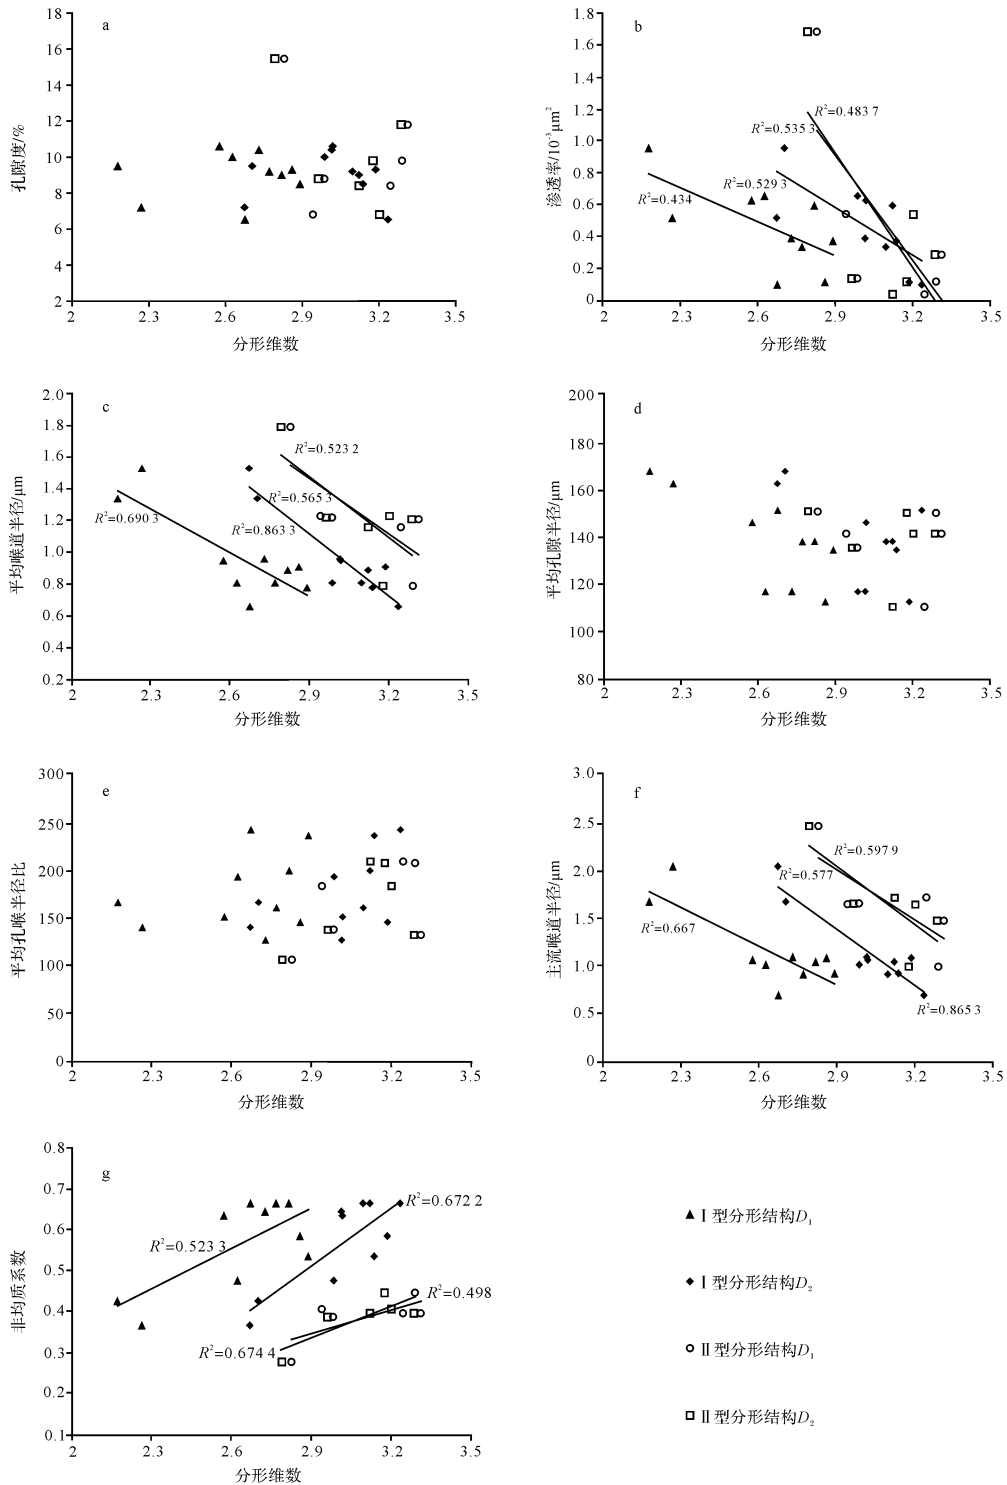 a
18
16
14
12
10
8
6
4
2
孔隙度/%
2 2.3 2.6 2.9 3.2 3.5
分形维数
b
1.8
1.6
1.4
1.2
1.0
0.8
0.6
0.4
0.2
0
渗透率/10⁻³μm²
R²=0.483 7
R²=0.535 3
R²=0.529 3
R²=0.434
2 2.3 2.6 2.9 3.2 3.5
分形维数
c
2.0
1.8
1.6
1.4
1.2
1.0
0.8
0.6
0.4
0.2
平均喉道半径/μm
R²=0.523 2
R²=0.565 3
R²=0.690 3
R²=0.863 3
2 2.3 2.6 2.9 3.2 3.5
分形维数
d
200
180
160
140
120
100
80
平均孔隙半径/μm
2 2.3 2.6 2.9 3.2 3.5
分形维数
e
300
250
200
150
100
50
0
平均孔喉半径比
2 2.3 2.6 2.9 3.2 3.5
分形维数
f
3.0
2.5
2.0
1.5
1.0
0.5
0
主流喉道半径/μm
R²=0.597 9
R²=0.577
R²=0.667
R²=0.865 3
2 2.3 2.6 2.9 3.2 3.5
分形维数
g
0.8
0.7
0.6
0.5
0.4
0.3
0.2
0.1
非均质系数
R²=0.672 2
R²=0.523 3
R²=0.498
R²=0.674 4
2 2.3 2.6 2.9 3.2 3.5
分形维数
Ⅰ型分形结构D₁
Ⅰ型分形结构D₂
Ⅱ型分形结构D₁
Ⅱ型分形结构D₂